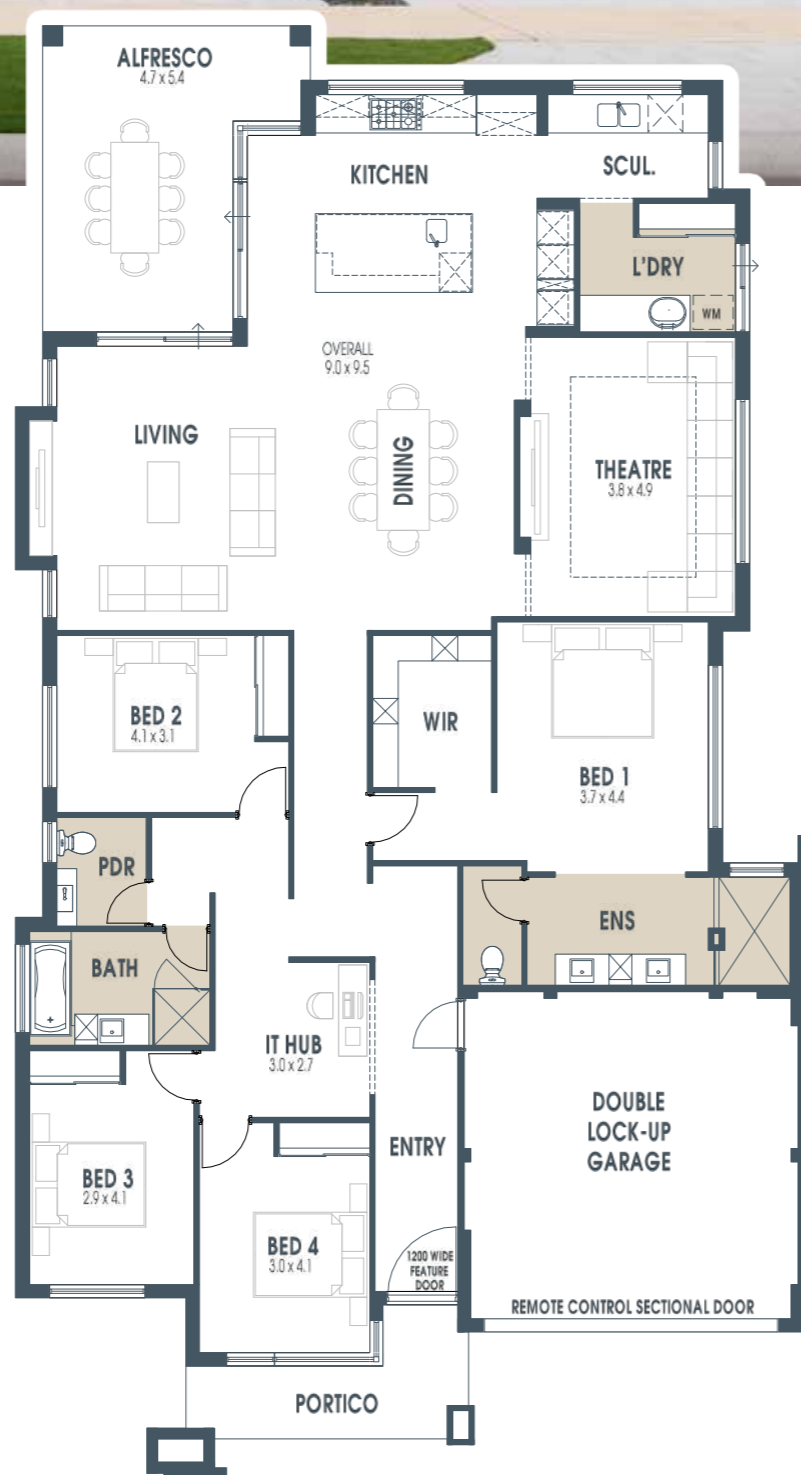 ALFRESCO
4.7 x 5.4
KITCHEN
SCUL.
L'DRY
WM
OVERALL
9.0 x 9.5
LIVING
DINING
THEATRE
3.8 x 4.9
BED 2
4.1 x 3.1
WIR
BED 1
3.7 x 4.4
PDR
ENS
BATH
IT HUB
3.0 x 2.7
DOUBLE
LOCK-UP
GARAGE
ENTRY
BED 3
2.9 x 4.1
BED 4
3.0 x 4.1
1200 WIDE
FEATURE
DOOR
REMOTE CONTROL SECTIONAL DOOR
PORTICO